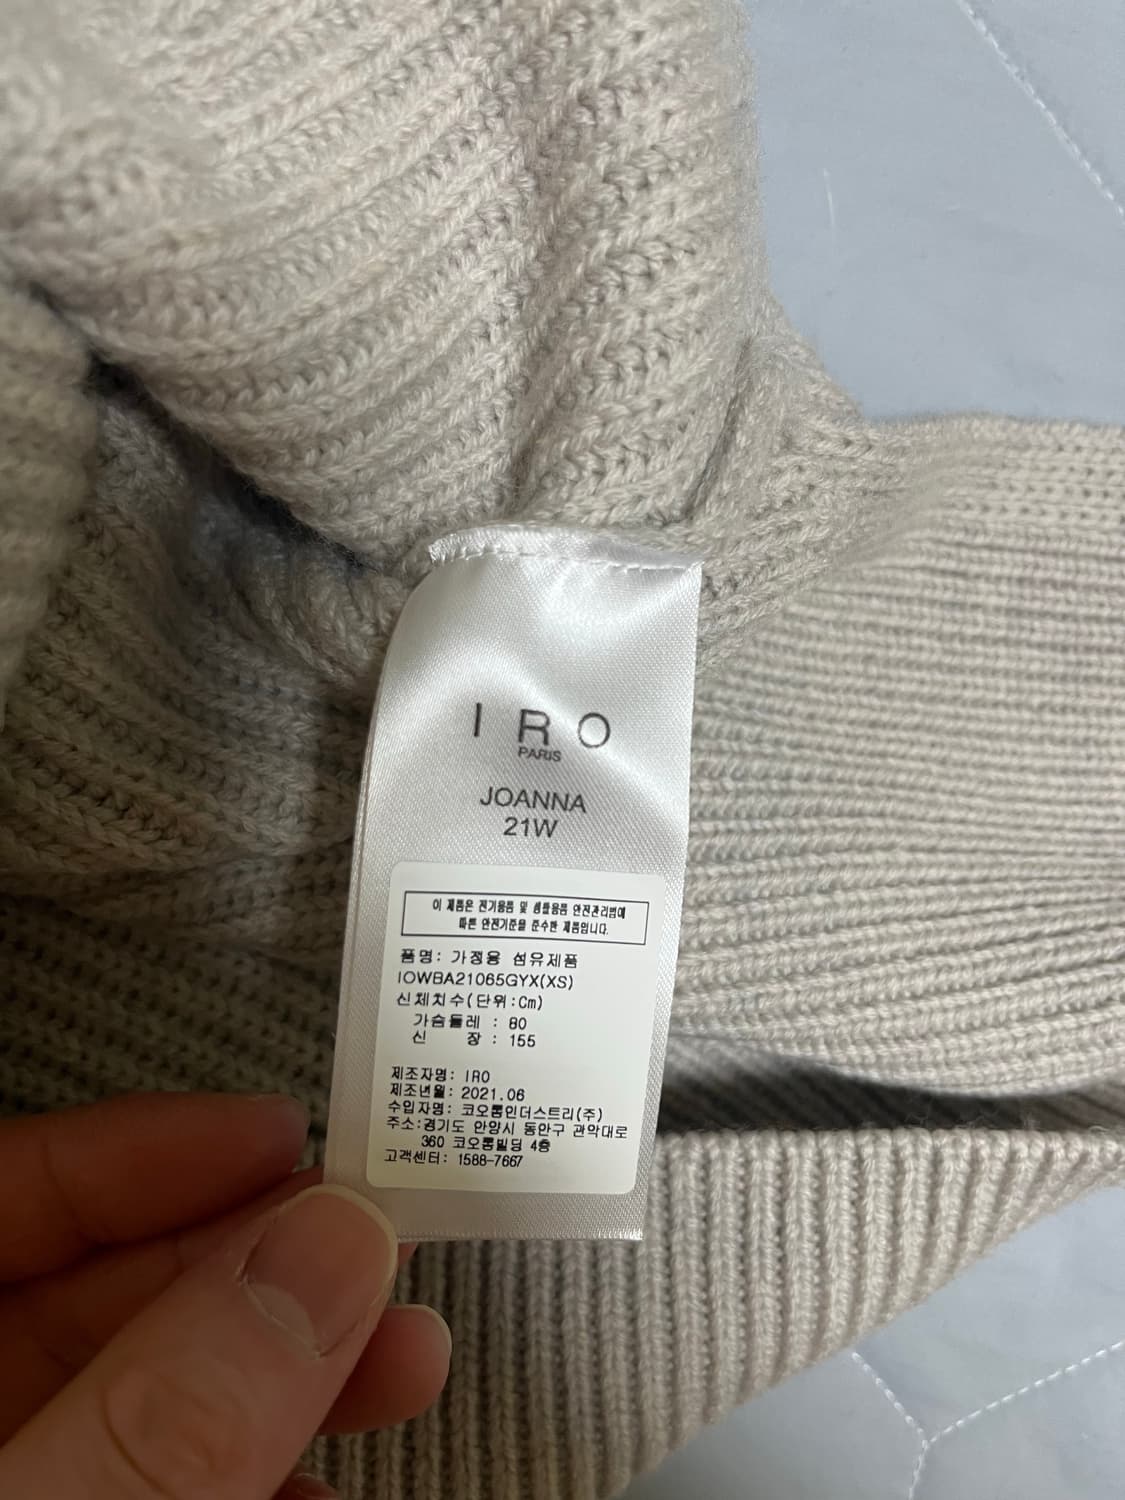 IRO
PARIS
JOANNA
21W
이 제품은 전기용품 및 생활용품 안전관리법에
따른 안전기준을 준수한 제품입니다.
품명: 가정용 섬유제품
IOWBA21065GYX(XS)
신체치수(단위:Cm)
가슴둘레 : 80
신 장 : 155
제조자명: IRO
제조년월: 2021.06
수입자명: 코오롱인더스트리(주)
주소:경기도 안양시 동안구 관악대로
360 코오롱빌딩 4층
고객센터: 1588-7667